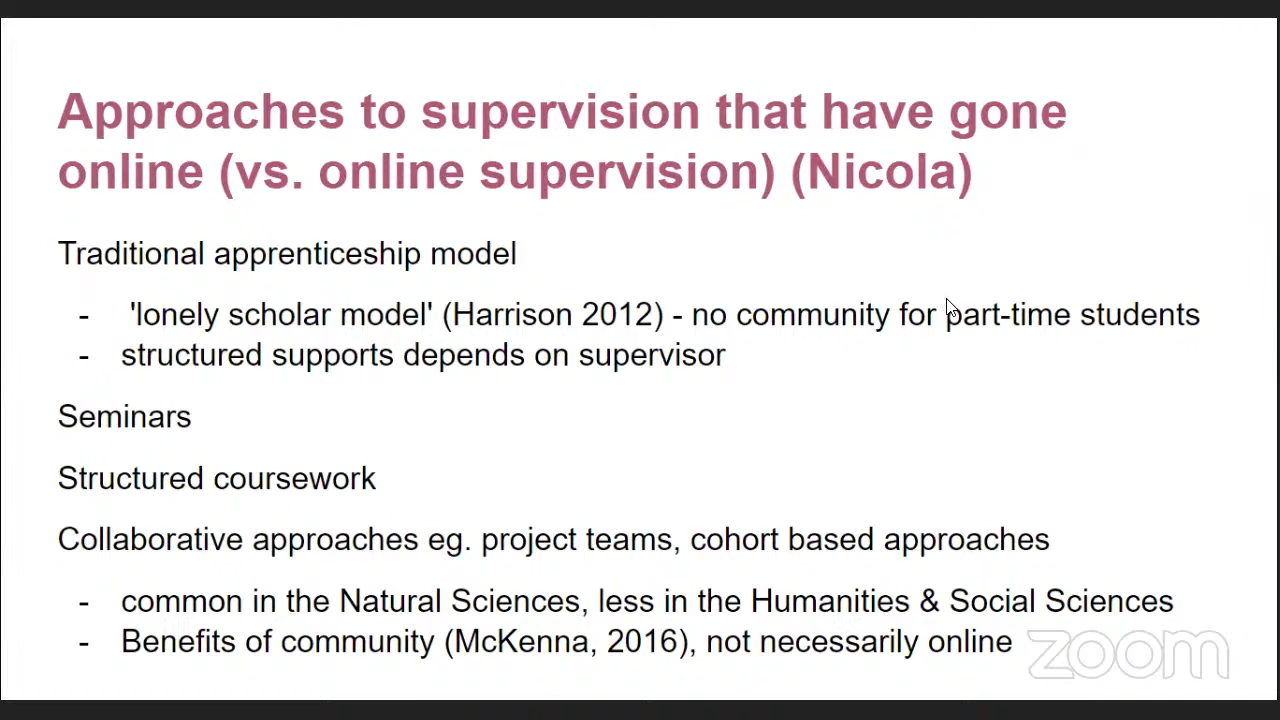 Approaches to supervision that have gone
online (vs. online supervision) (Nicola)
Traditional apprenticeship model
- 'lonely scholar model' (Harrison 2012) - no community for part-time students
- structured supports depends on supervisor
Seminars
Structured coursework
Collaborative approaches eg. project teams, cohort based approaches
- common in the Natural Sciences, less in the Humanities & Social Sciences
- Benefits of community (McKenna, 2016), not necessarily online
zoom